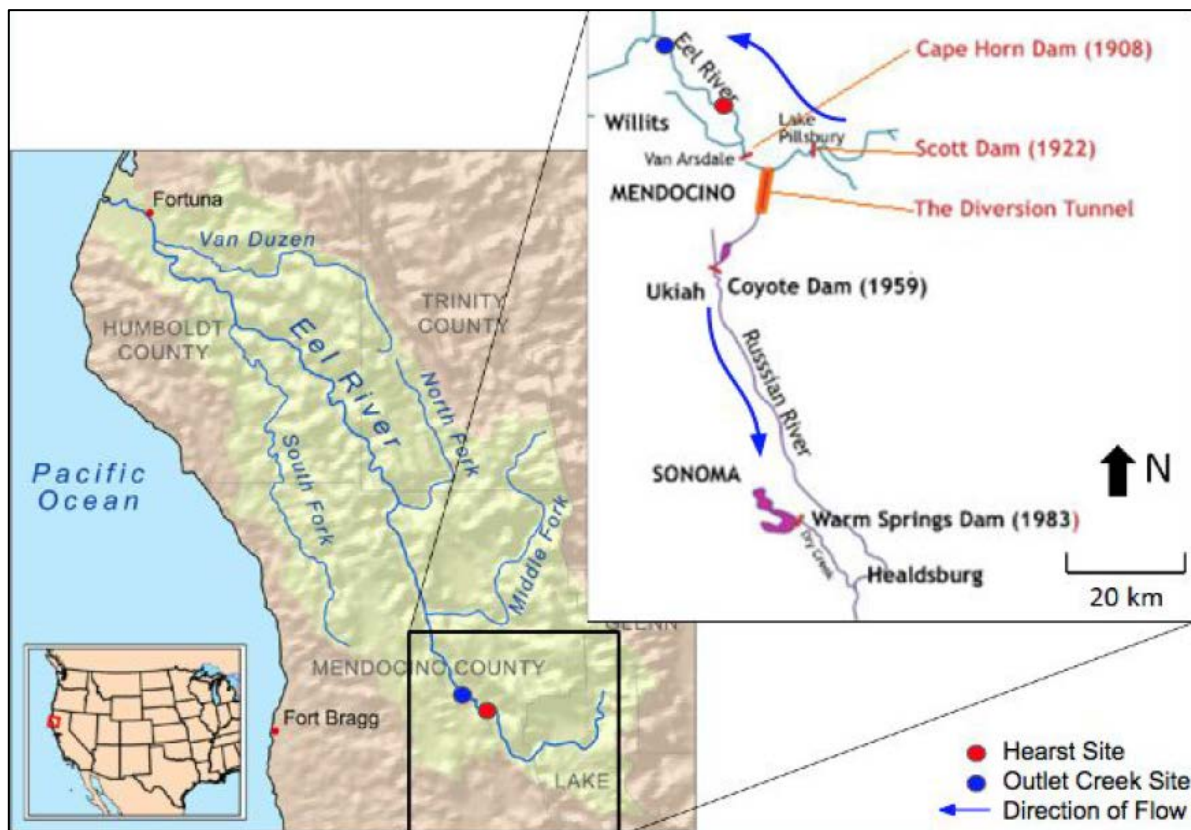 Fortuna
Van Duzen
TRINITY
COUNTY
HUMBOLDT
COUNTY
Eel River
North Fork
South Fork
Pacific
Ocean
Middle Fork
GLENN
MENDOCINO COUNTY
Fort Bragg
LAKE
Eel River
Cape Horn Dam (1908)
Willits
Lake
Pillsbury
Van Arsdale
Scott Dam (1922)
MENDOCINO
The Diversion Tunnel
Ukiah
Coyote Dam (1959)
Russian River
N
SONOMA
Warm Springs Dam (1983)
Dry Creek
Healdsburg
20 km
Hearst Site
Outlet Creek Site
Direction of Flow